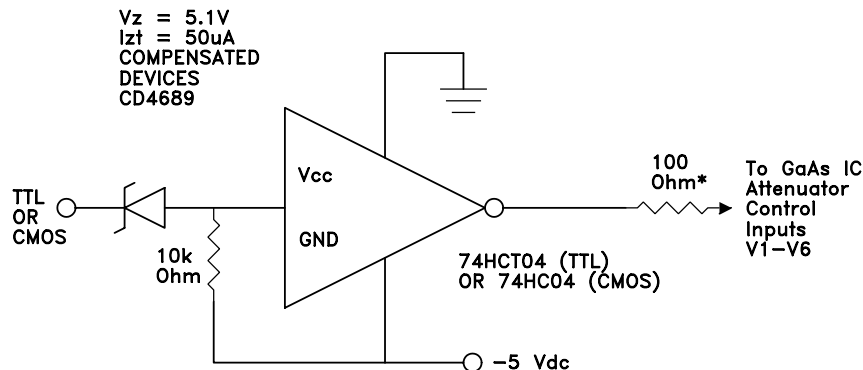 Vz = 5.1V
Izt = 50uA
COMPENSATED
DEVICES
CD4689
TTL
OR
CMOS
10k
Ohm
Vcc
GND
74HCT04 (TTL)
OR 74HC04 (CMOS)
-5 Vdc
100
Ohm*
To GaAs IC
Attenuator
Control
Inputs
V1-V6